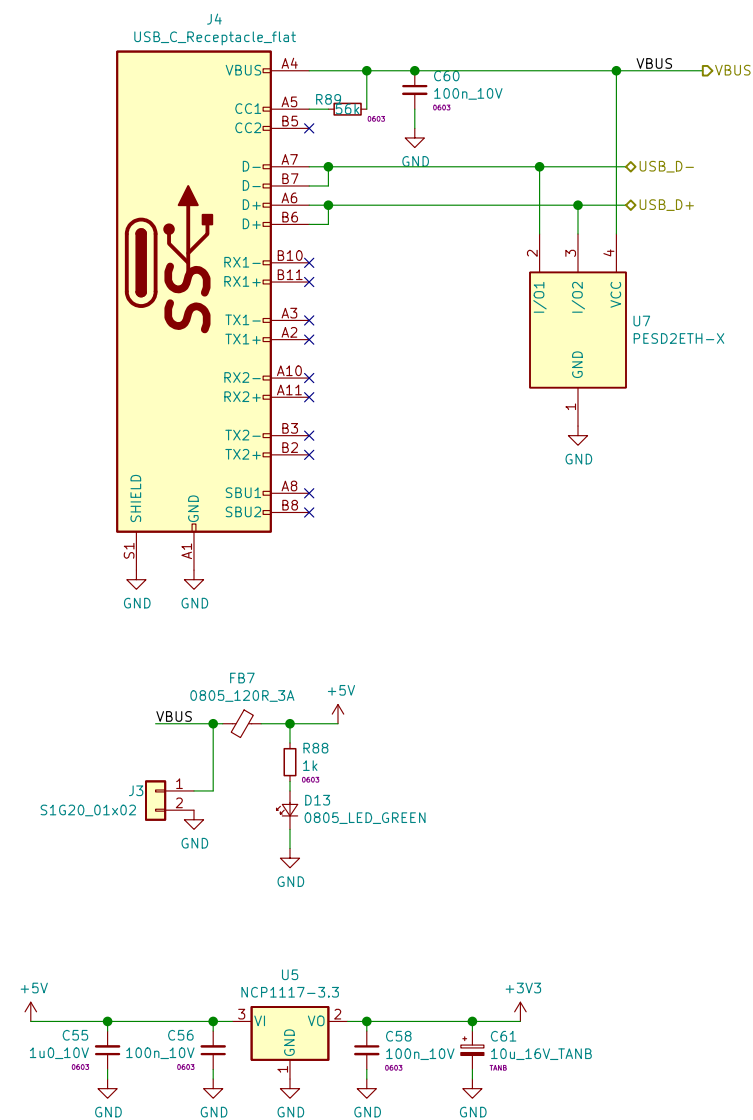 J4
USB_C_Receptacle_flat
VBUS A4
VBUS
VBUS
CC1 A5
R89
56k
0603
C60
100n_10V
0603
GND
CC2 B5
D- A7
USB_D-
D- B7
D+ A6
USB_D+
D+ B6
RX1- B10
RX1+ B11
TX1- A3
TX1+ A2
RX2- A10
RX2+ A11
TX2- B3
TX2+ B2
SBU1 A8
SBU2 B8
SHIELD
GND
S1
A1
GND
GND
SS
2
3
4
I/O1
I/O2
VCC
GND
1
U7
PESD2ETH-X
GND
FB7
0805_120R_3A
+5V
VBUS
R88
1k
0603
J3
S1G20_01x02
1
2
GND
D13
0805_LED_GREEN
GND
U5
NCP1117-3.3
+5V
+3V3
3 VI
VO 2
GND
1
C55
1u0_10V
0603
C56
100n_10V
0603
C58
100n_10V
0603
C61
10u_16V_TANB
TANB
+
GND
GND
GND
GND
GND